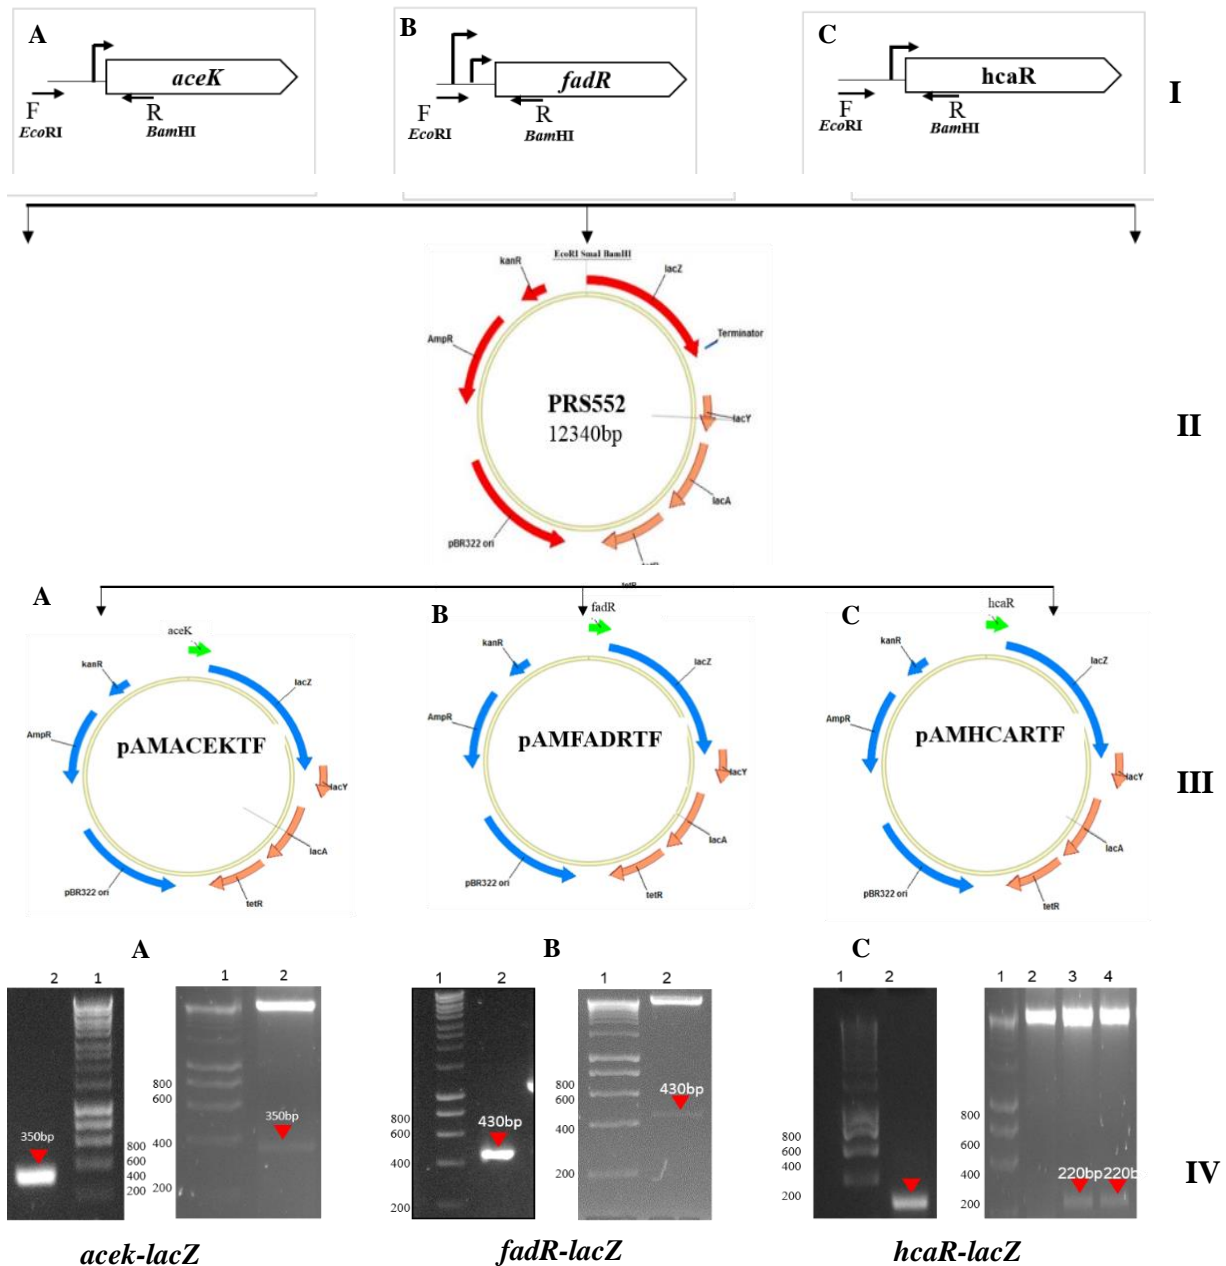 A
aceK
F
EcoRI
R
BamHI
B
fadR
F
EcoRI
R
BamHI
C
hcaR
F
EcoRI
R
BamHI
I
EcoRI SmaI BamHI
kanR
lacZ
Terminator
AmpR
PRS552
12340bp
lacY
lacA
pBR322 ori
II
tetR
A
aceK
kanR
lacZ
AmpR
pAMACEKTF
lacY
lacA
pBR322 ori
tetR
B
fadR
kanR
lacZ
AmpR
pAMFADRTF
lacY
lacA
pBR322 ori
tetR
C
hcaR
kanR
lacZ
AmpR
pAMHCARTF
lacY
lacA
pBR322 ori
tetR
III
A
2 1
350bp
800
600
400
200
1 2
800
600
400
200
350bp
acek-lacZ
B
1 2
800
600
400
200
430bp
1 2
800
600
400
200
430bp
fadR-lacZ
C
1 2
800
600
400
200
1 2 3 4
800
600
400
200
220bp 220b
hcaR-lacZ
IV